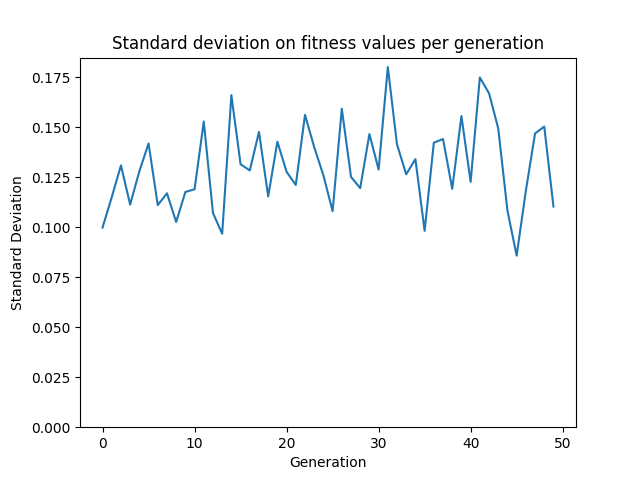 Standard deviation on fitness values per generation
Standard Deviation
0.175
0.150
0.125
0.100
0.075
0.050
0.025
0.000
0 10 20 30 40 50
Generation